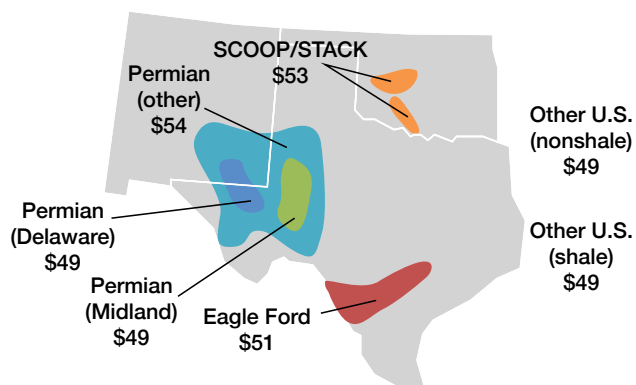 SCOOP/STACK
$53
Permian
(other)
$54
Other U.S.
(nonshale)
$49
Permian
(Delaware)
$49
Other U.S.
(shale)
$49
Permian
(Midland)
$49
Eagle Ford
$51